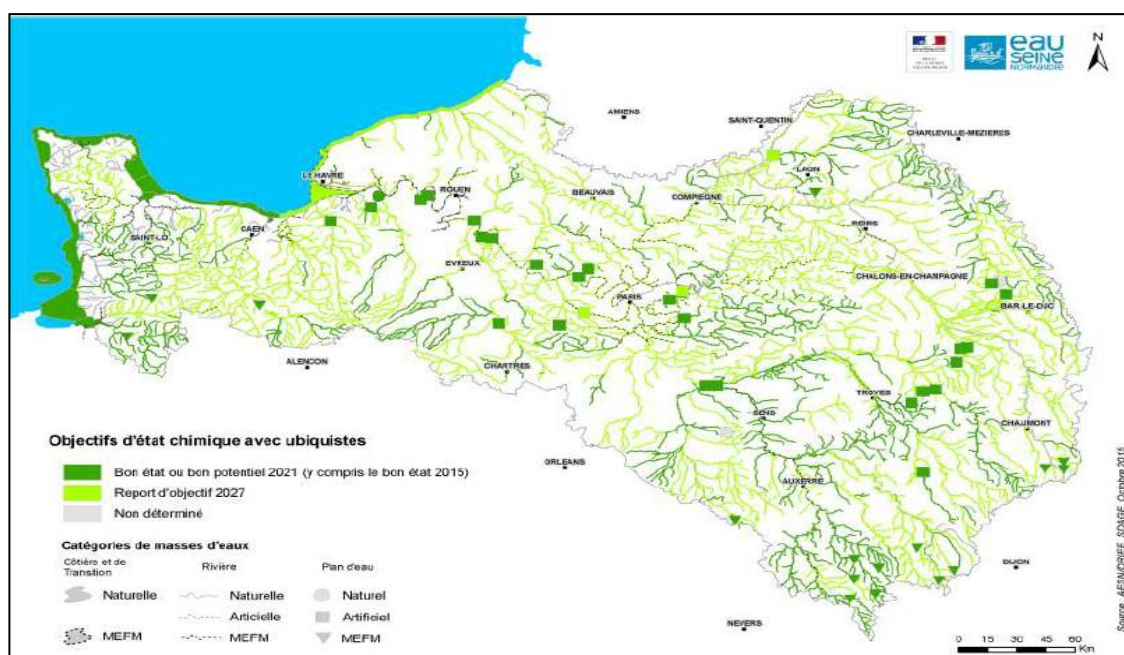 eau
SEINE
NORMANDIE
N
AMIENS
SAINT-QUENTIN
CHARLEVILLE-MEZIERES
LAON
LE HAVRE
ROUEN
BEAUVAIS
COMPIEGNE
REIMS
SAINT-LO
CAEN
EVREUX
PARIS
CHALONS-EN-CHAMPAGNE
BAR-LE-DUC
ALENCON
CHARTRES
TROYES
SENS
CHAUMONT
ORLEANS
AUXERRE
DIJON
NEVERS
Objectifs d'état chimique avec ubiquistes
Bon état ou bon potentiel 2021 (y compris le bon état 2015)
Report d'objectif 2027
Non déterminé
Catégories de masses d'eaux
Côtière et de
Transition
Rivière
Plan d'eau
Naturelle
Naturelle
Naturel
Articielle
Artificiel
MEFM
MEFM
MEFM
0 15 30 45 60
Km
Source : AESN/DRIEE, SDAGE, Octobre 2015